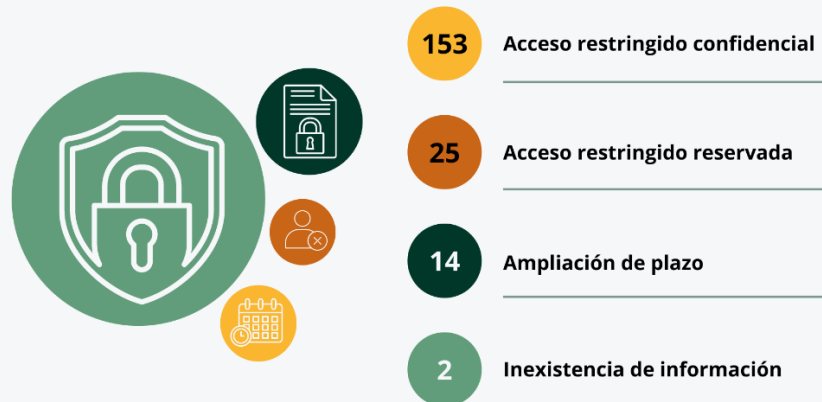 153
Acceso restringido confidencial
25
Acceso restringido reservada
14
Ampliación de plazo
2
Inexistencia de información